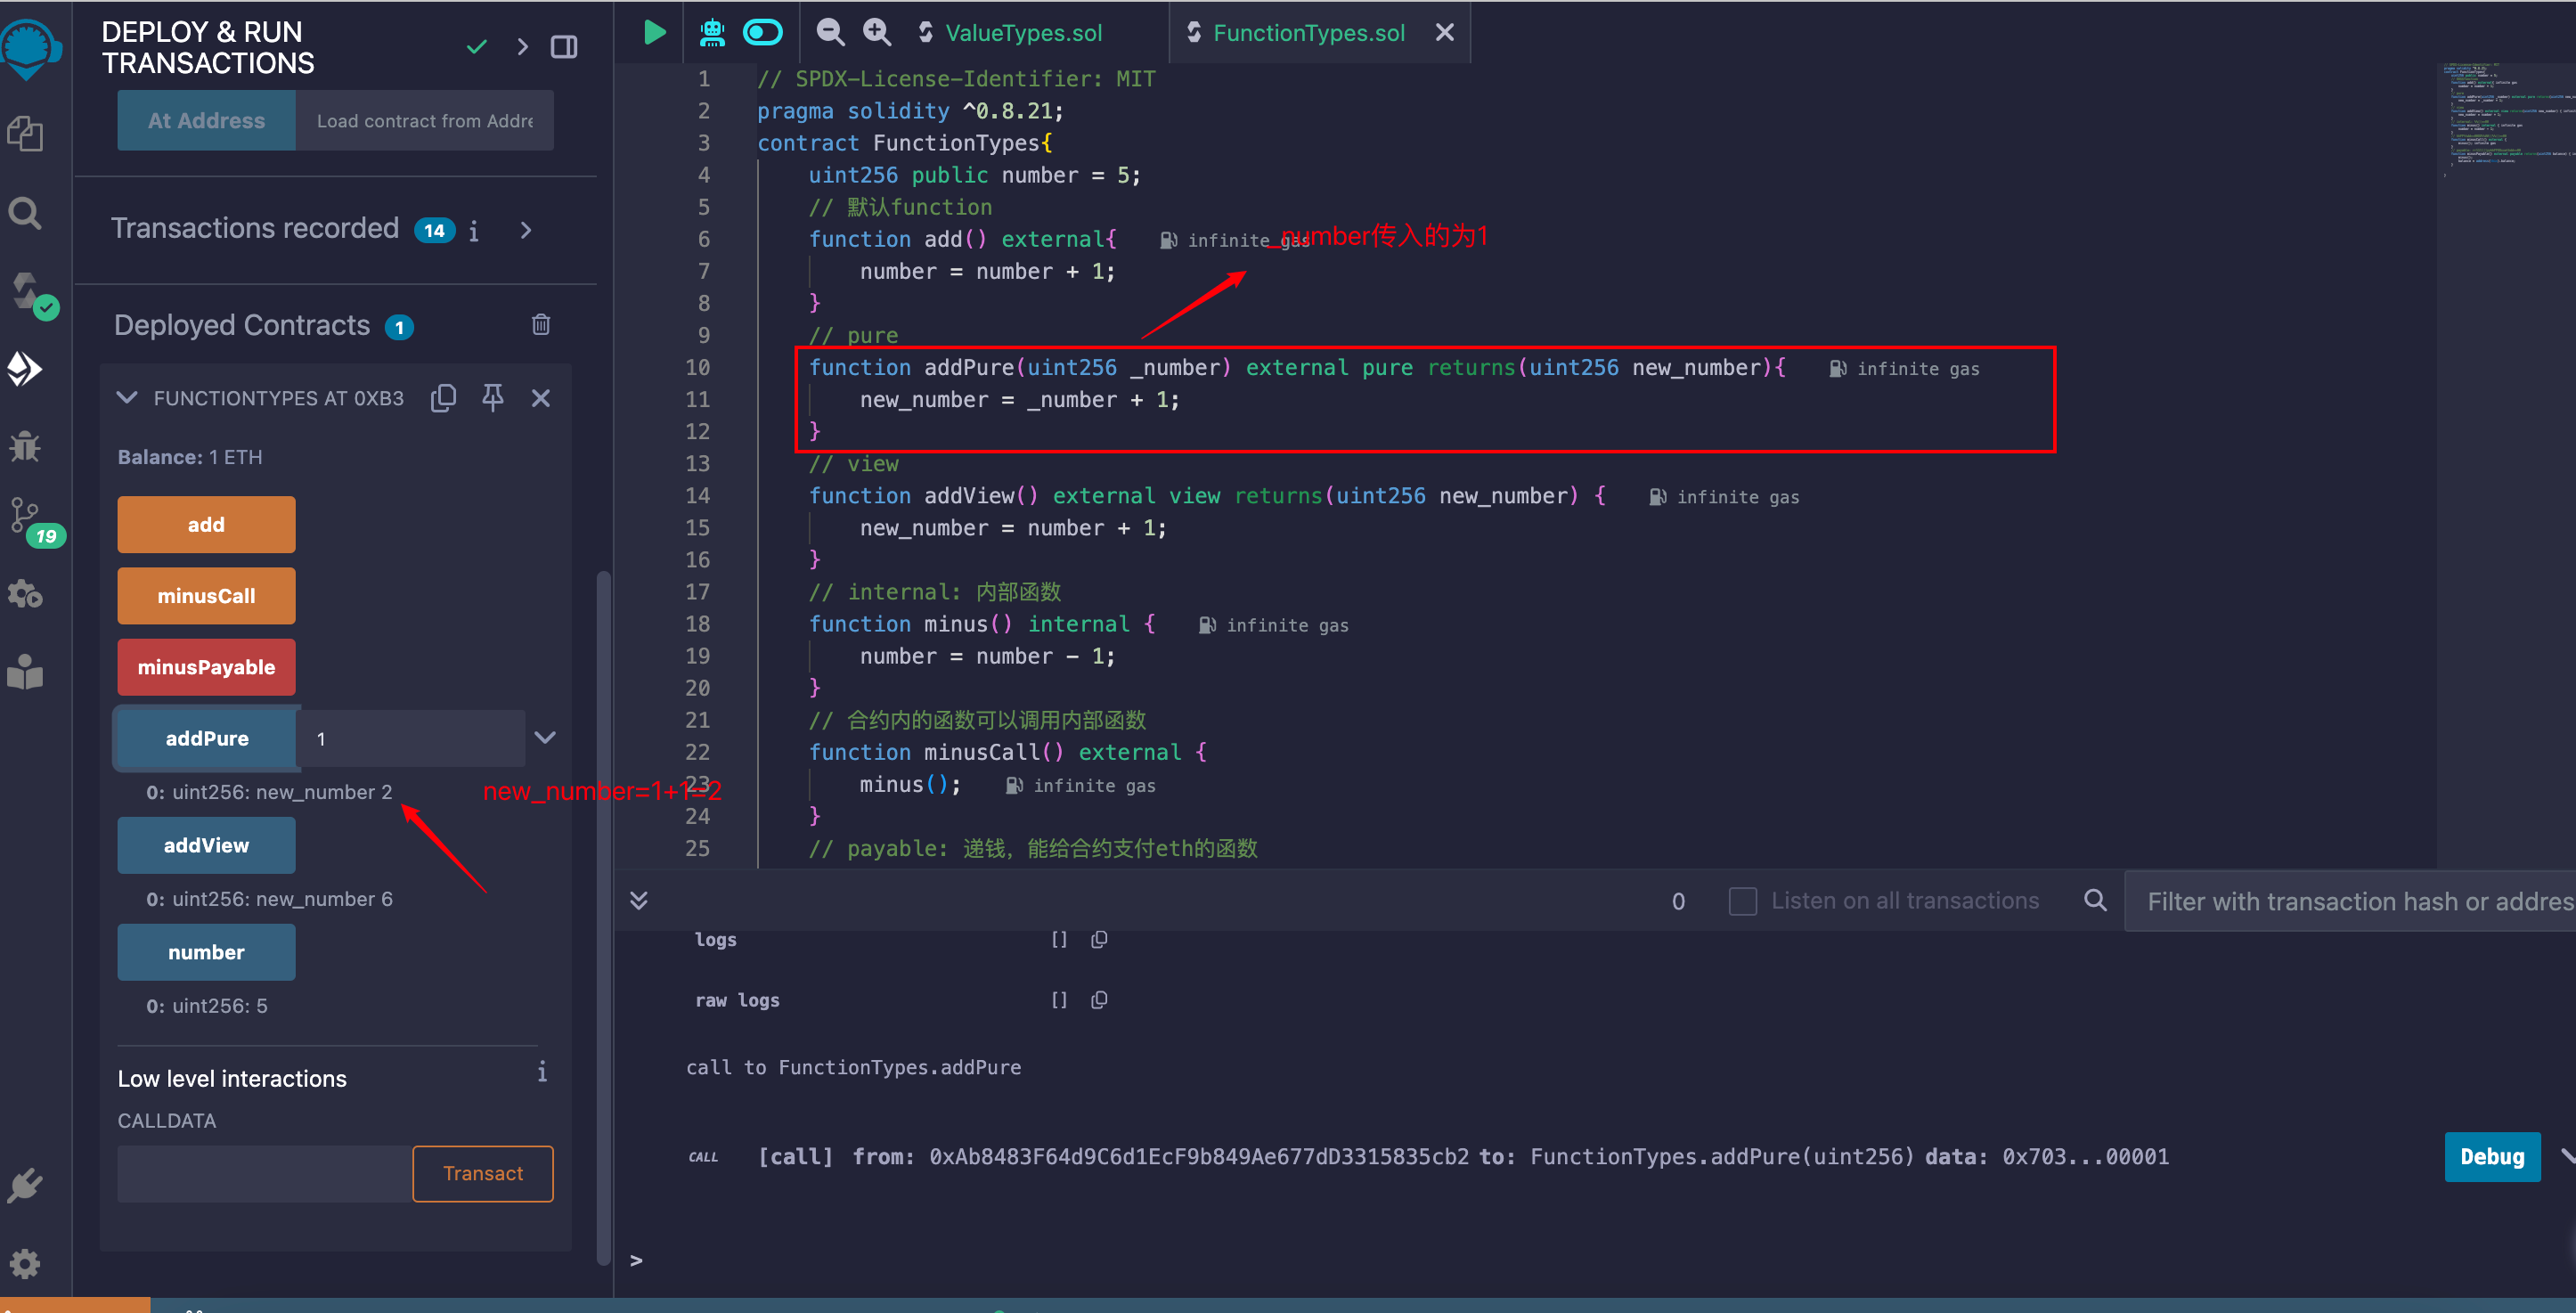 DEPLOY & RUN
TRANSACTIONS
At Address
Load contract from Addre
Transactions recorded 14 i
Deployed Contracts 1
FUNCTIONTYPES AT 0XB3
Balance: 1 ETH
add
minusCall
minusPayable
addPure 1
0: uint256: new_number 2
new_number=1+1=2
addView
0: uint256: new_number 6
number
0: uint256: 5
Low level interactions i
CALLDATA
Transact
19
ValueTypes.sol
FunctionTypes.sol
1 // SPDX-License-Identifier: MIT
2 pragma solidity ^0.8.21;
3 contract FunctionTypes{
4 uint256 public number = 5;
5 // 默认function
6 function add() external{ infinite gas
_number传入的为1
7 number = number + 1;
8 }
9 // pure
10 function addPure(uint256 _number) external pure returns(uint256 new_number){ infinite gas
11 new_number = _number + 1;
12 }
13 // view
14 function addView() external view returns(uint256 new_number) { infinite gas
15 new_number = number + 1;
16 }
17 // internal: 内部函数
18 function minus() internal { infinite gas
19 number = number - 1;
20 }
21 // 合约内的函数可以调用内部函数
22 function minusCall() external {
23 minus(); infinite gas
24 }
25 // payable: 递钱，能给合约支付eth的函数
0
Listen on all transactions
Filter with transaction hash or addres
logs []
raw logs []
call to FunctionTypes.addPure
CALL [call] from: 0xAb8483F64d9C6d1EcF9b849Ae677dD3315835cb2 to: FunctionTypes.addPure(uint256) data: 0x703...00001
Debug
>